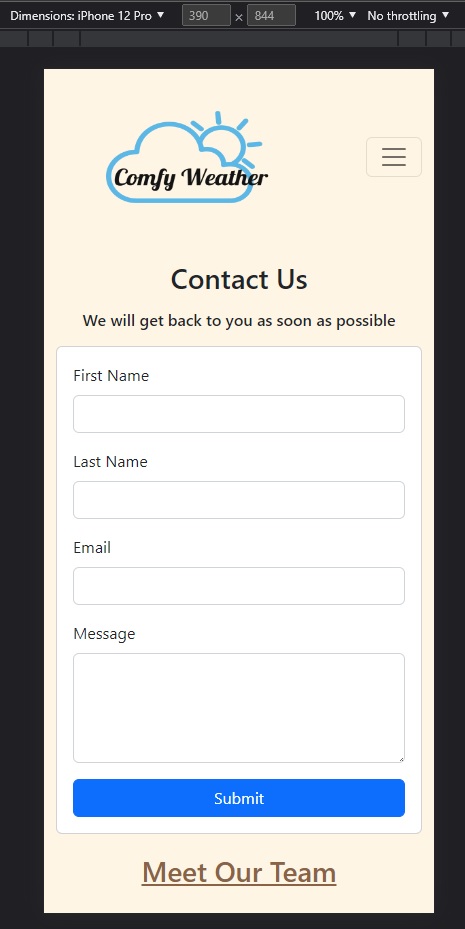 Dimensions: iPhone 12 Pro ▼ 390 × 844 100% ▼ No throttling ▼
Comfy Weather
Contact Us
We will get back to you as soon as possible
First Name
Last Name
Email
Message
Submit
Meet Our Team